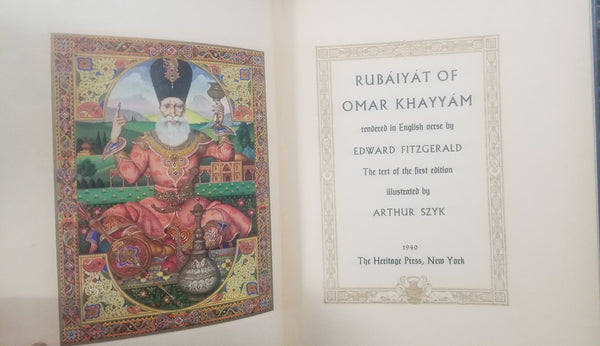 RUBÁIYÁT OF
OMAR KHAYYÁM
rendered in English verse by
EDWARD FITZGERALD
The text of the first edition
illustrated by
ARTHUR SZYK
1940
The Heritage Press, New York